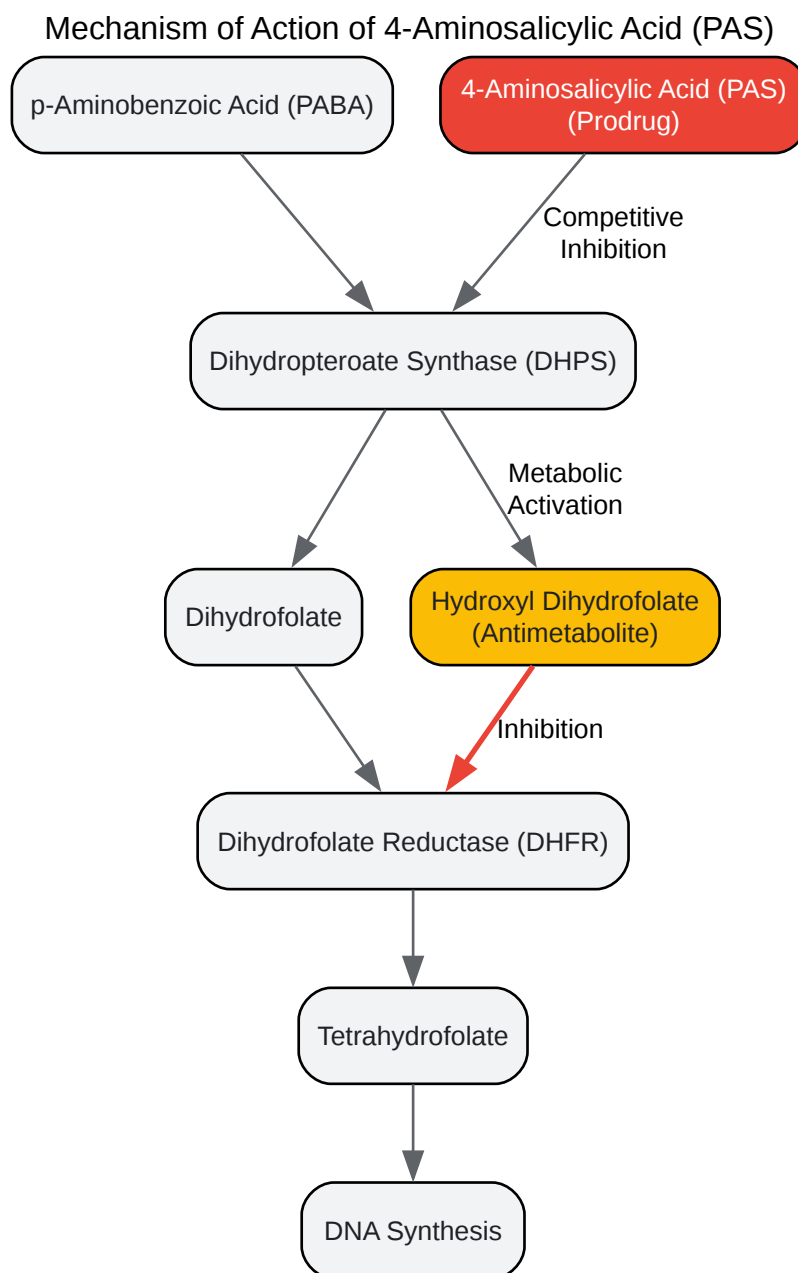 Mechanism of Action of 4-Aminosalicylic Acid (PAS)
p-Aminobenzoic Acid (PABA)
4-Aminosalicylic Acid (PAS)
(Prodrug)
Competitive
Inhibition
Dihydropteroate Synthase (DHPS)
Metabolic
Activation
Dihydrofolate
Hydroxyl Dihydrofolate
(Antimetabolite)
Inhibition
Dihydrofolate Reductase (DHFR)
Tetrahydrofolate
DNA Synthesis